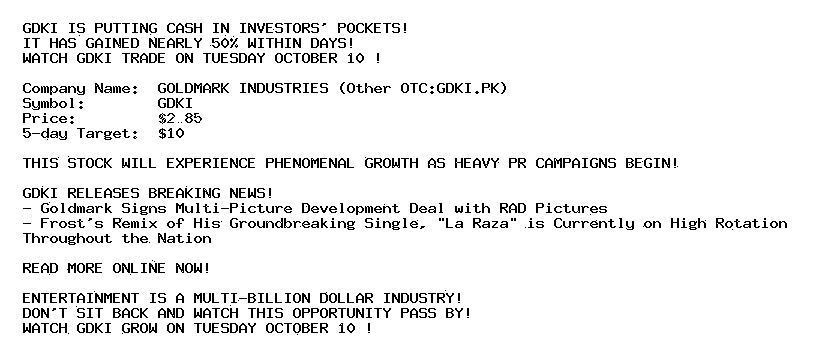 GDKI IS PUTTING CASH IN INVESTORS' POCKETS!
IT HAS GAINED NEARLY 50% WITHIN DAYS!
WATCH GDKI TRADE ON TUESDAY OCTOBER 10 !
Company Name: GOLDMARK INDUSTRIES (Other OTC:GDKI.PK)
Symbol: GDKI
Price: $2.85
5-day Target: $10
THIS STOCK WILL EXPERIENCE PHENOMENAL GROWTH AS HEAVY PR CAMPAIGNS BEGIN!
GDKI RELEASES BREAKING NEWS!
- Goldmark Signs Multi-Picture Development Deal with RAD Pictures
- Frost's Remix of His Groundbreaking Single, "La Raza" is Currently on High Rotation
Throughout the Nation
READ MORE ONLINE NOW!
ENTERTAINMENT IS A MULTI-BILLION DOLLAR INDUSTRY!
DON'T SIT BACK AND WATCH THIS OPPORTUNITY PASS BY!
WATCH GDKI GROW ON TUESDAY OCTOBER 10 !